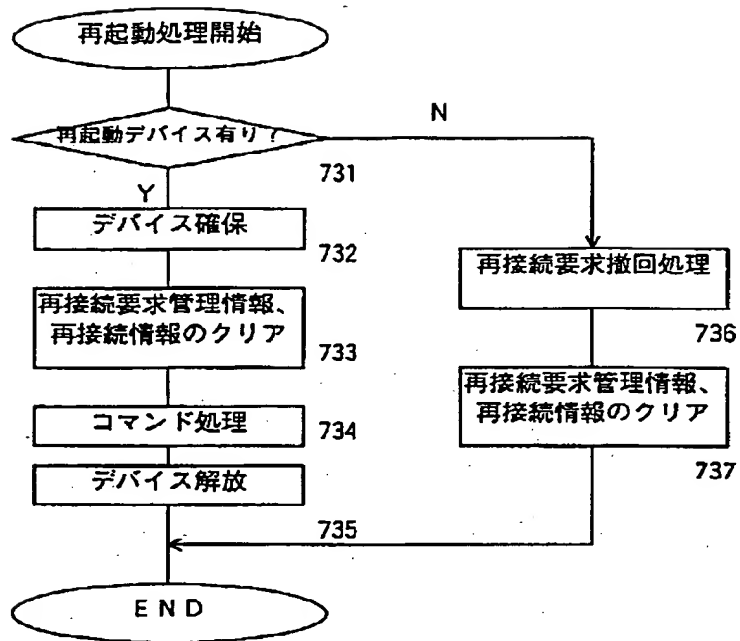 再起動処理開始
再起動デバイス有り?
N
731
Y
デバイス確保
732
再接続要求管理情報、
再接続情報のクリア
733
コマンド処理
734
デバイス解放
735
再接続要求撤回処理
736
再接続要求管理情報、
再接続情報のクリア
737
END